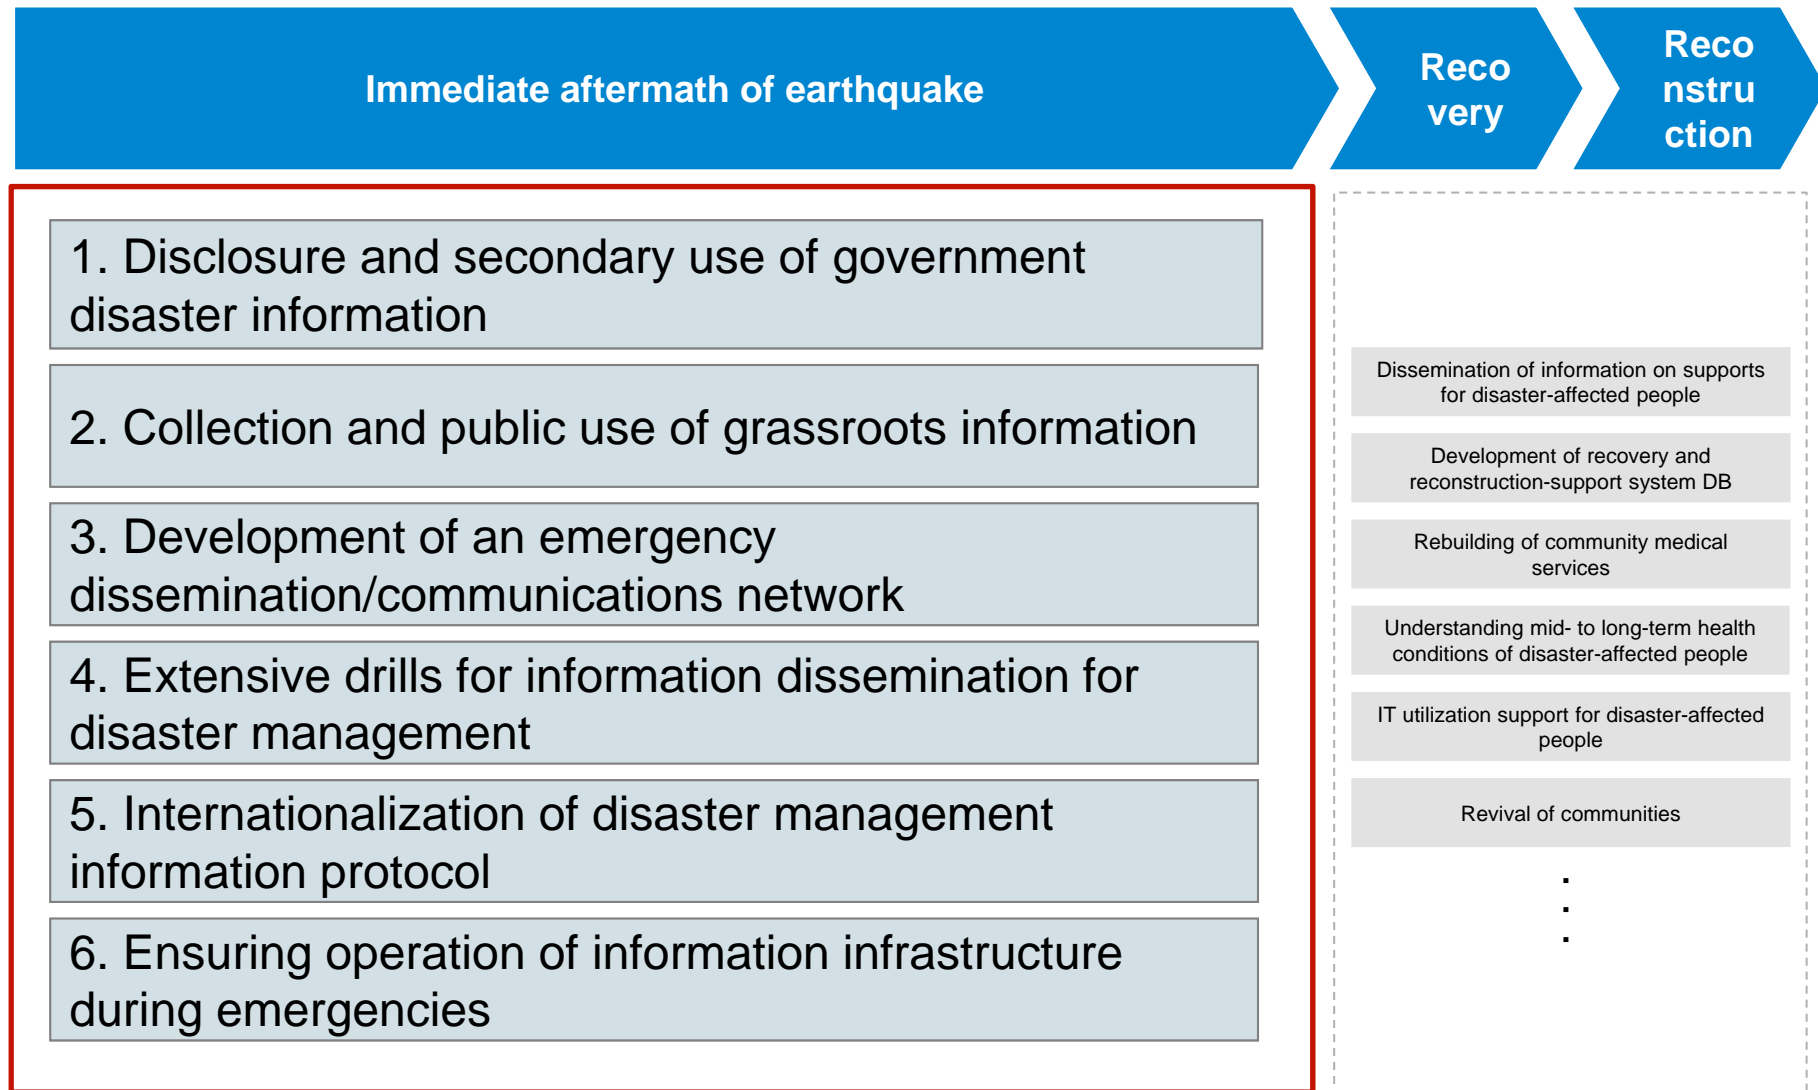 Immediate aftermath of earthquake
Reco
very
Reco
nstru
ction
1. Disclosure and secondary use of government
disaster information
2. Collection and public use of grassroots information
3. Development of an emergency
dissemination/communications network
4. Extensive drills for information dissemination for
disaster management
5. Internationalization of disaster management
information protocol
6. Ensuring operation of information infrastructure
during emergencies
Dissemination of information on supports
for disaster-affected people
Development of recovery and
reconstruction-support system DB
Rebuilding of community medical
services
Understanding mid- to long-term health
conditions of disaster-affected people
IT utilization support for disaster-affected
people
Revival of communities
.
.
.